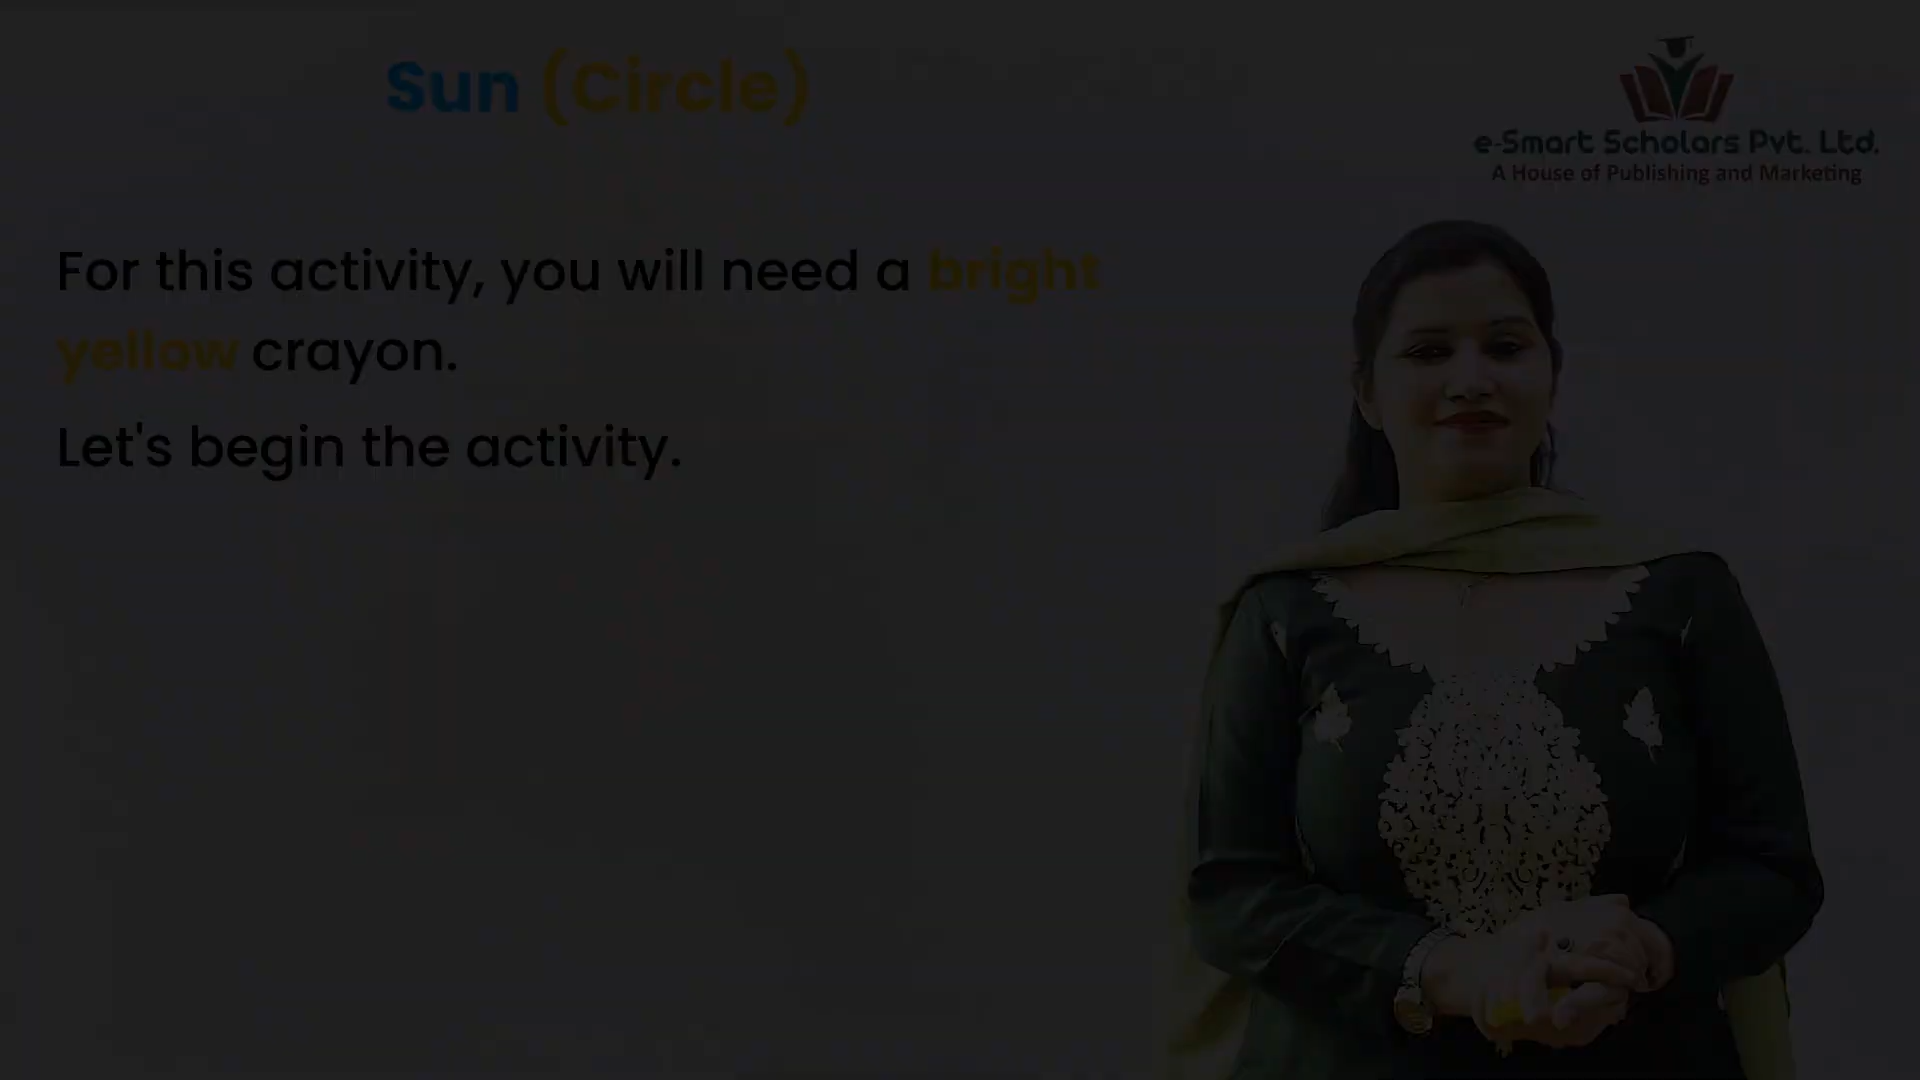 Sun (Circle)
e-Smart Scholars Pvt. Ltd.
A House of Publishing and Marketing
For this activity, you will need a bright
yellow crayon.
Let's begin the activity.